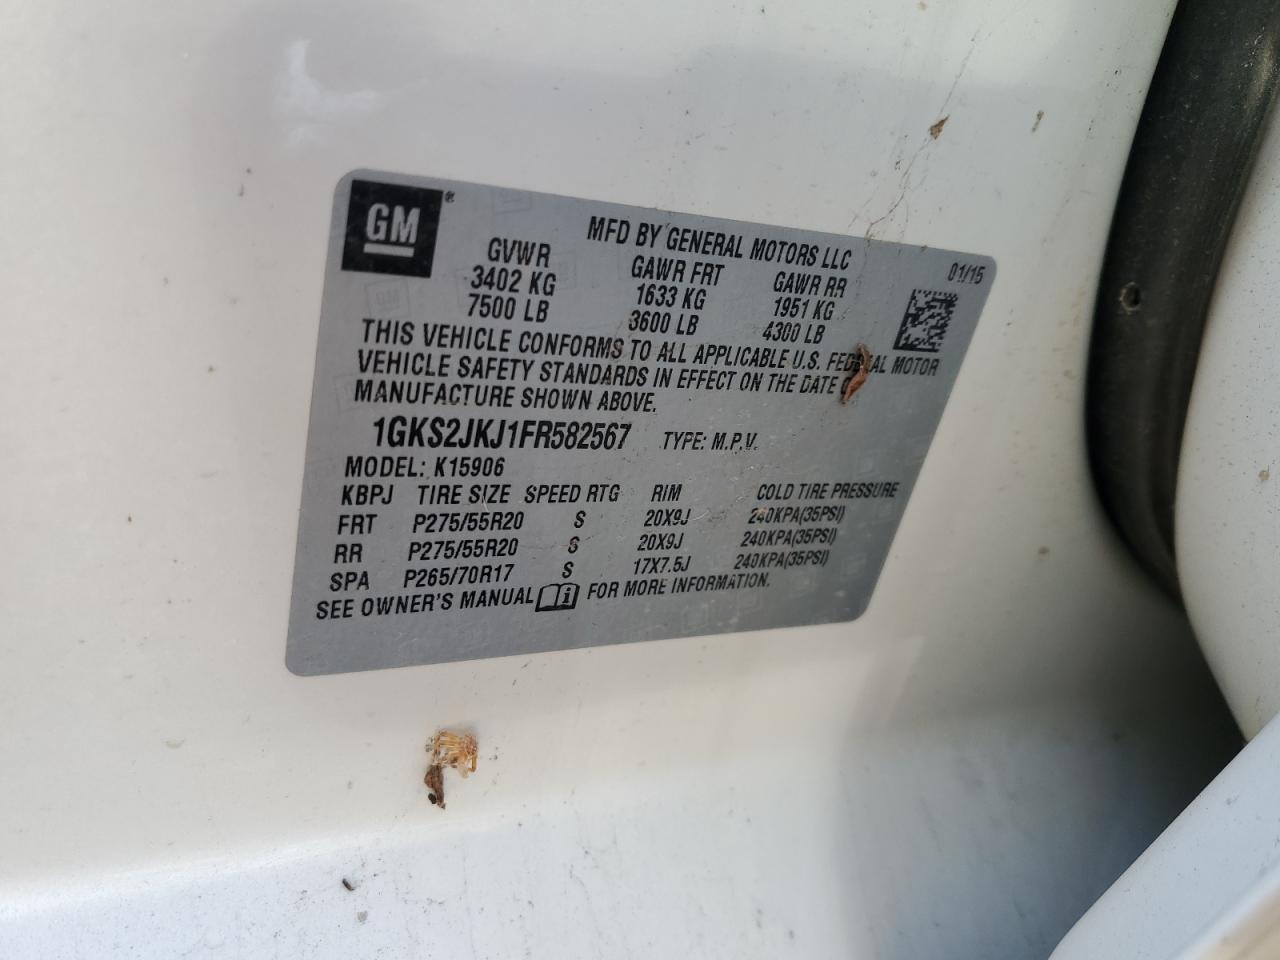 GM®
MFD BY GENERAL MOTORS LLC
01/15
GVWR GAWR FRT GAWR RR
3402 KG 1633 KG 1951 KG
7500 LB 3600 LB 4300 LB
THIS VEHICLE CONFORMS TO ALL APPLICABLE U.S. FEDERAL MOTOR
VEHICLE SAFETY STANDARDS IN EFFECT ON THE DATE OF
MANUFACTURE SHOWN ABOVE.
1GKS2JKJ1FR582567 TYPE: M.P.V.
MODEL: K15906
KBPJ TIRE SIZE SPEED RTG RIM COLD TIRE PRESSURE
FRT P275/55R20 S 20X9J 240KPA(35PSI)
RR P275/55R20 S 20X9J 240KPA(35PSI)
SPA P265/70R17 S 17X7.5J 240KPA(35PSI)
SEE OWNER'S MANUAL FOR MORE INFORMATION.